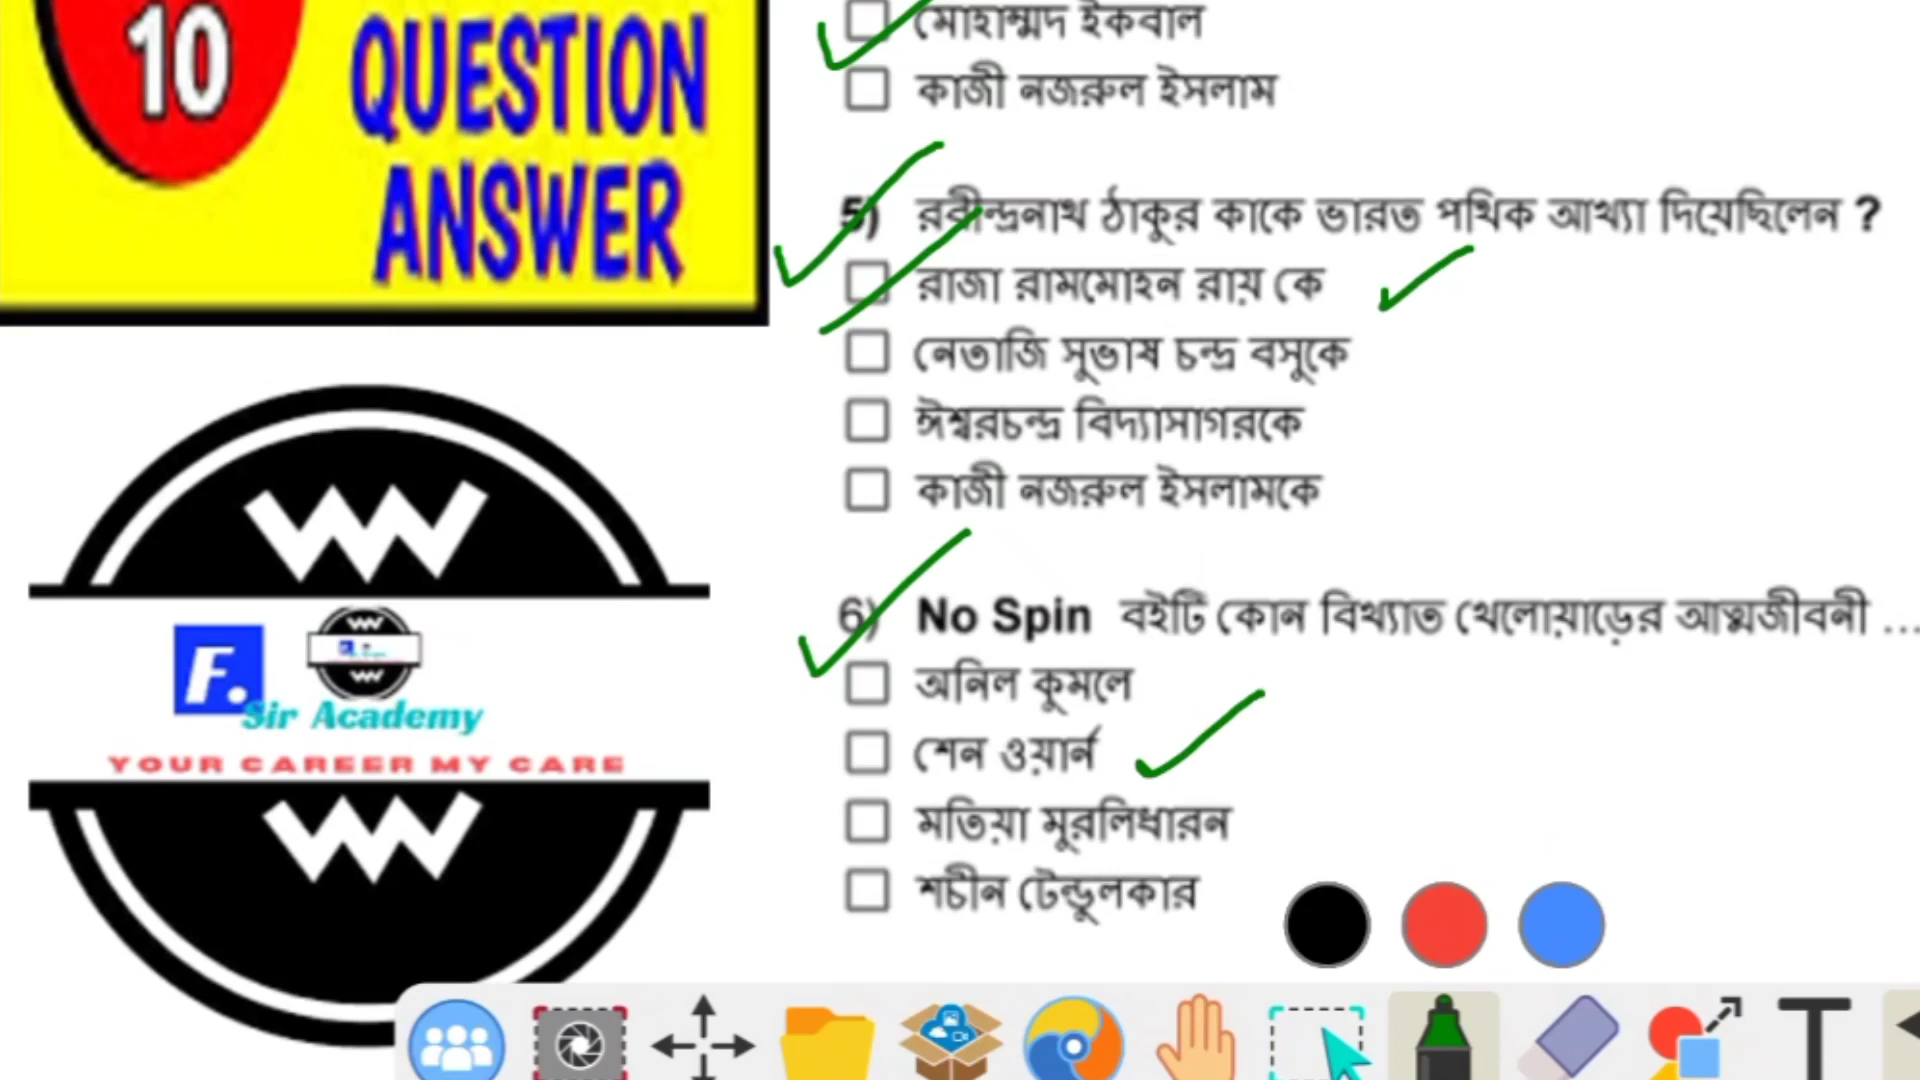 10
QUESTION
ANSWER
মোহাম্মদ ইকবাল
কাজী নজরুল ইসলাম
5) রবীন্দ্রনাথ ঠাকুর কাকে ভারত পথিক আখ্যা দিয়েছিলেন ?
রাজা রামমোহন রায় কে
নেতাজি সুভাষ চন্দ্র বসুকে
ঈশ্বরচন্দ্র বিদ্যাসাগরকে
কাজী নজরুল ইসলামকে
6) No Spin বইটি কোন বিখ্যাত খেলোয়াড়ের আত্মজীবনী ...
অনিল কুমলে
শেন ওয়ার্ন
মতিয়া মুরলিধারন
শচীন টেন্ডুলকার
F.
Sir Academy
YOUR CAREER MY CARE
T